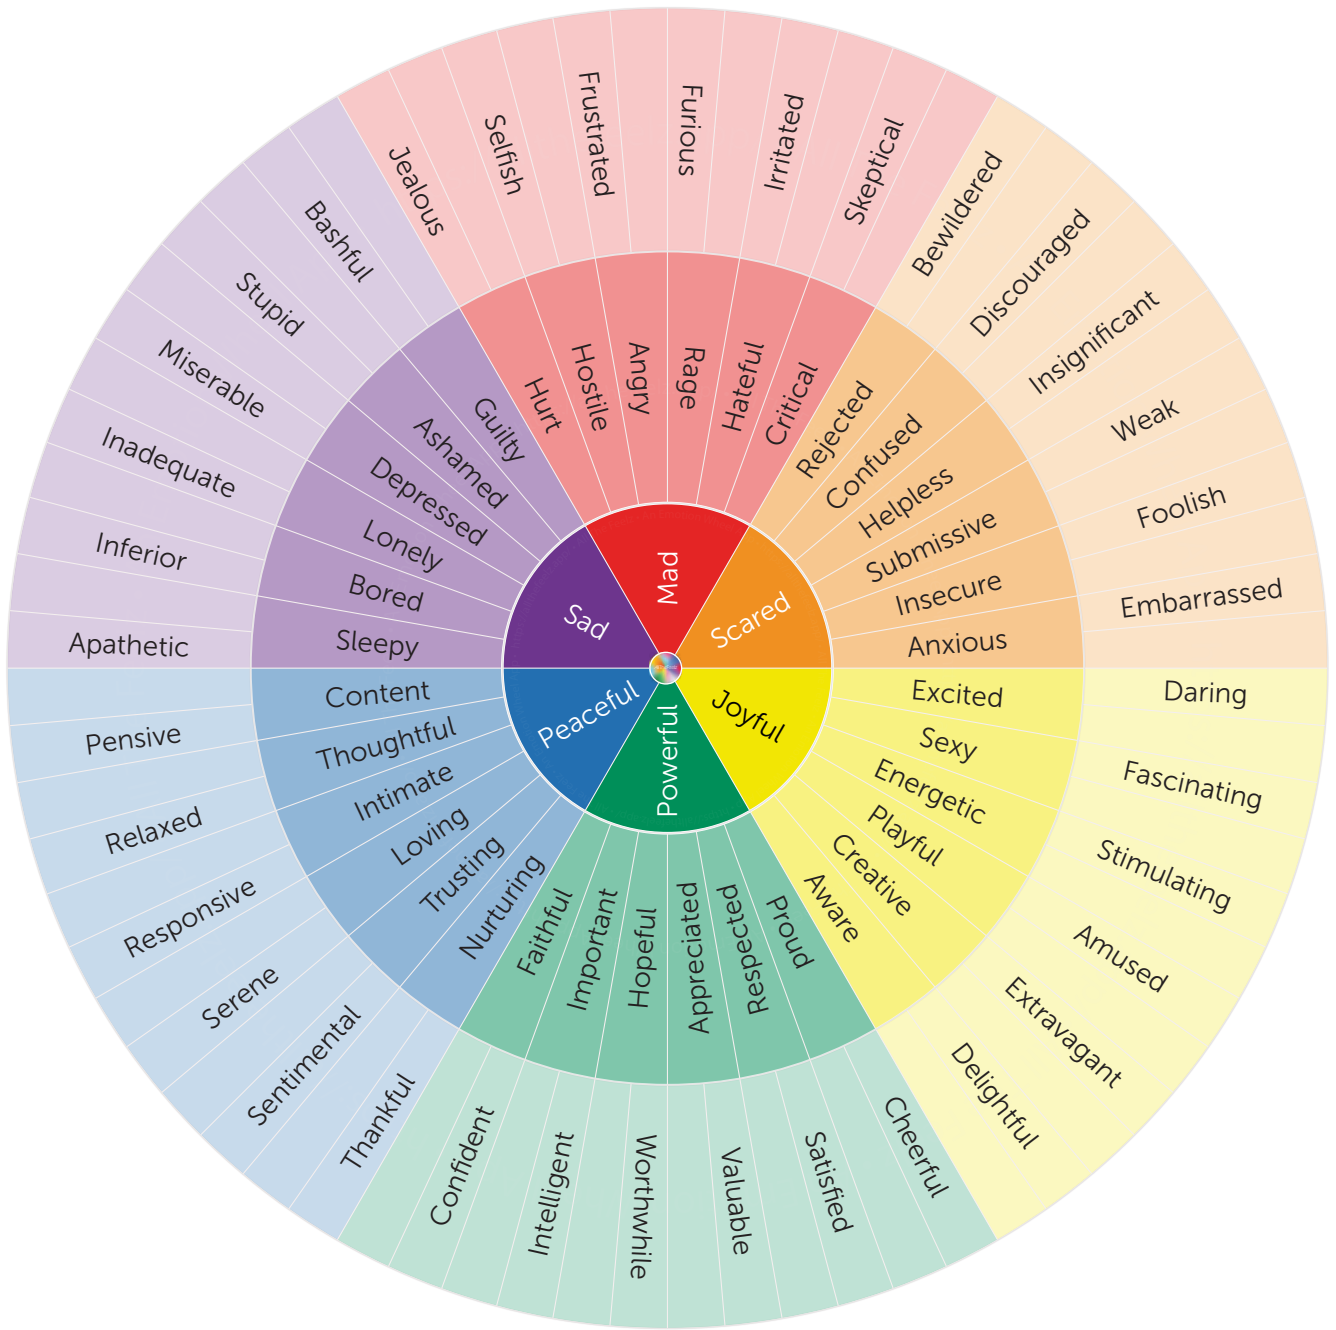 Mad
Scared
Joyful
Powerful
Peaceful
Sad
Hurt
Hostile
Angry
Rage
Hateful
Critical
Rejected
Confused
Helpless
Submissive
Insecure
Anxious
Excited
Sexy
Energetic
Playful
Creative
Aware
Proud
Respected
Appreciated
Hopeful
Important
Faithful
Nurturing
Trusting
Loving
Intimate
Thoughtful
Content
Sleepy
Bored
Lonely
Depressed
Ashamed
Guilty
Jealous
Selfish
Frustrated
Furious
Irritated
Skeptical
Bewildered
Discouraged
Insignificant
Weak
Foolish
Embarrassed
Daring
Fascinating
Stimulating
Amused
Extravagant
Delightful
Cheerful
Satisfied
Valuable
Worthwhile
Intelligent
Confident
Thankful
Sentimental
Serene
Responsive
Relaxed
Pensive
Apathetic
Inferior
Inadequate
Miserable
Stupid
Bashful